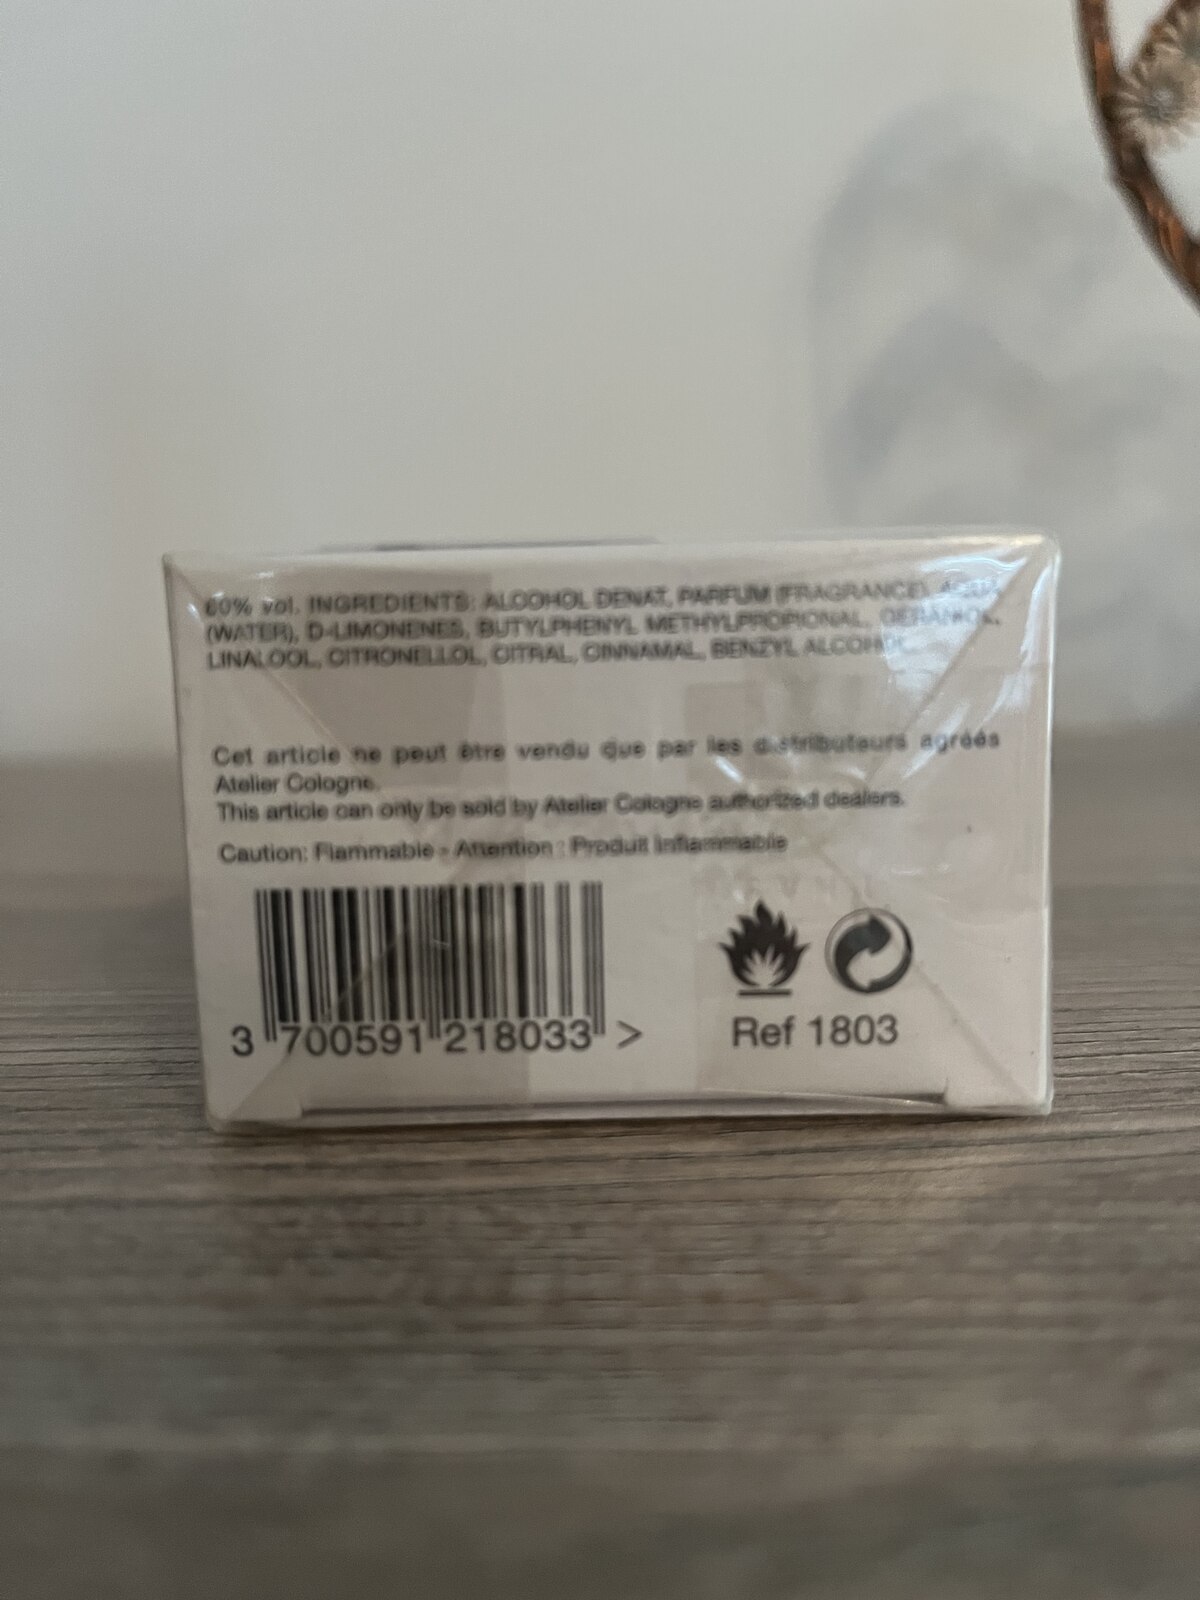 60% vol. INGREDIENTS: ALCOHOL DENAT, PARFUM (FRAGRANCE), AQUA
(WATER), D-LIMONENES, BUTYLPHENYL METHYLPROPIONAL, GERANIOL,
LINALOOL, CITRONELLOL, CITRAL, CINNAMAL, BENZYL ALCOHOL.
Cet article ne peut être vendu que par les distributeurs agréés
Atelier Cologne.
This article can only be sold by Atelier Cologne authorized dealers.
Caution: Flammable - Attention : Produit Inflammable
3 700591 218033 >
Ref 1803